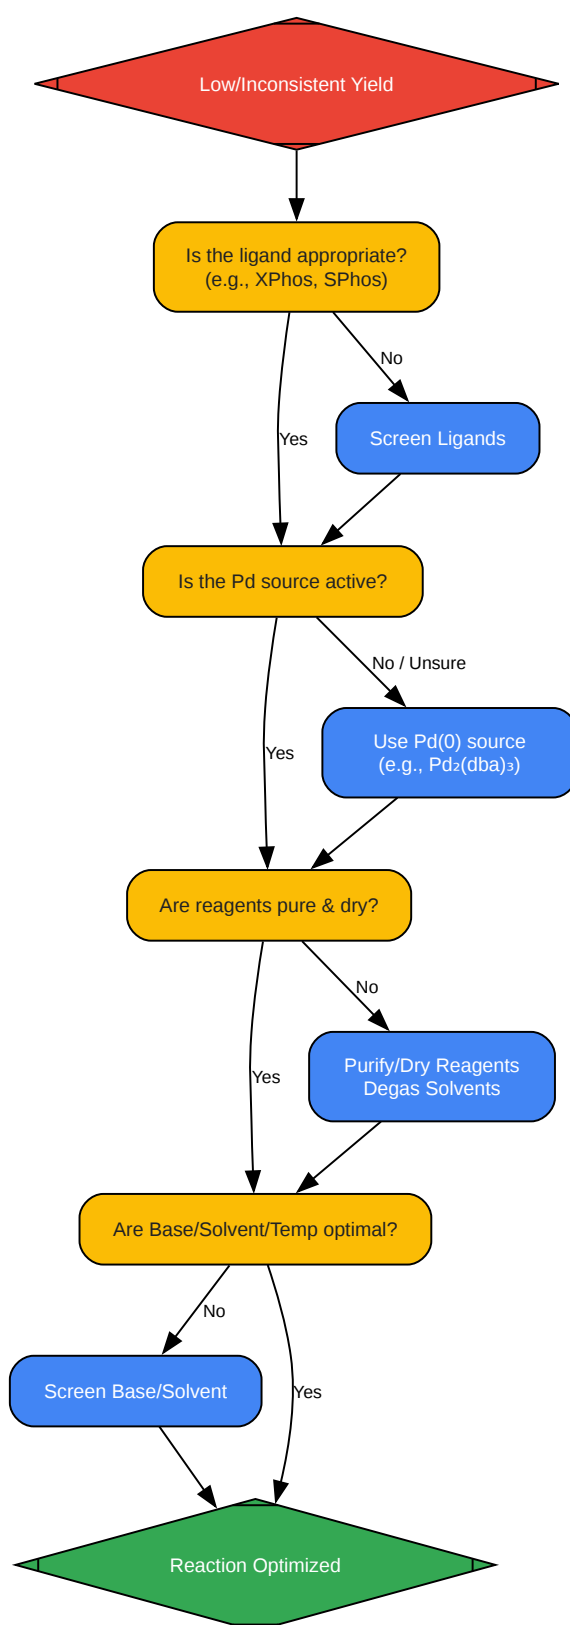 Low/Inconsistent Yield
Is the ligand appropriate?
(e.g., XPhos, SPhos)
No
Yes
Screen Ligands
Is the Pd source active?
No / Unsure
Yes
Use Pd(0) source
(e.g., Pd₂(dba)₃)
Are reagents pure & dry?
No
Yes
Purify/Dry Reagents
Degas Solvents
Are Base/Solvent/Temp optimal?
No
Yes
Screen Base/Solvent
Reaction Optimized